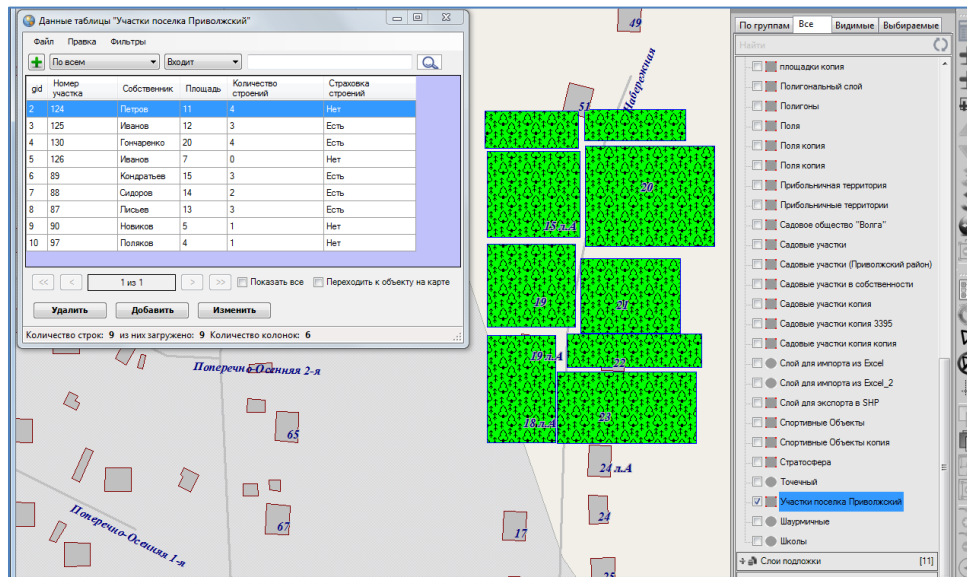 Данные таблицы "Участки поселка Приволжский"
Файл Правка Фильтры
По всем Входит
gid Номер участка Собственник Площадь Количество строений Страховка строений
2 124 Петров 11 4 Нет
3 125 Иванов 12 3 Есть
4 130 Гончаренко 20 4 Есть
5 126 Иванов 7 0 Нет
6 89 Кондратьев 15 3 Есть
7 88 Сидоров 14 2 Есть
8 87 Лисьев 13 3 Есть
9 90 Новиков 5 1 Нет
10 97 Поляков 4 1 Нет
<< < 1 из 1 > >> Показать все Переходить к объекту на карте
Удалить Добавить Изменить
Количество строк: 9 из них загружено: 9 Количество колонок: 6
49
Набережная
51
20
15 л.А
19
21
19 л.А
22
23
18 л.А
Поперечно-Осенняя 2-я
65
24 л.А
24
17
67
Поперечно-Осенняя 1-я
25
По группам Все Видимые Выбираемые
Найти
площадки копия
Полигональный слой
Полигоны
Поля
Поля копия
Поля копия
Прибольничная территория
Прибольничные территории
Садовое общество "Волга"
Садовые участки
Садовые участки (Приволжский район)
Садовые участки в собственности
Садовые участки копия
Садовые участки копия 3395
Садовые участки копия копия
Слой для импорта из Excel
Слой для импорта из Excel_2
Слой для экспорта в SHP
Спортивные Объекты
Спортивные Объекты копия
Стратосфера
Точечный
Участки поселка Приволжский
Шаурмичные
Школы
Слои подложки [11]